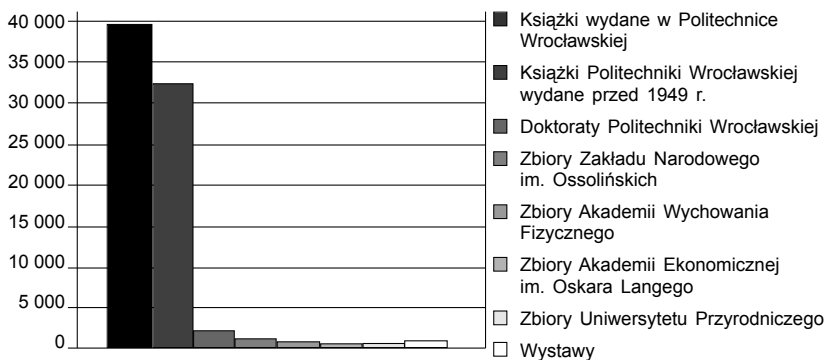 40 000
35 000
30 000
25 000
20 000
15 000
10 000
5 000
0
Książki wydane w Politechnice
Wrocławskiej
Książki Politechniki Wrocławskiej
wydane przed 1949 r.
Doktoraty Politechniki Wrocławskiej
Zbiory Zakładu Narodowego
im. Ossolińskich
Zbiory Akademii Wychowania
Fizycznego
Zbiory Akademii Ekonomicznej
im. Oskara Langego
Zbiory Uniwersytetu Przyrodniczego
Wystawy